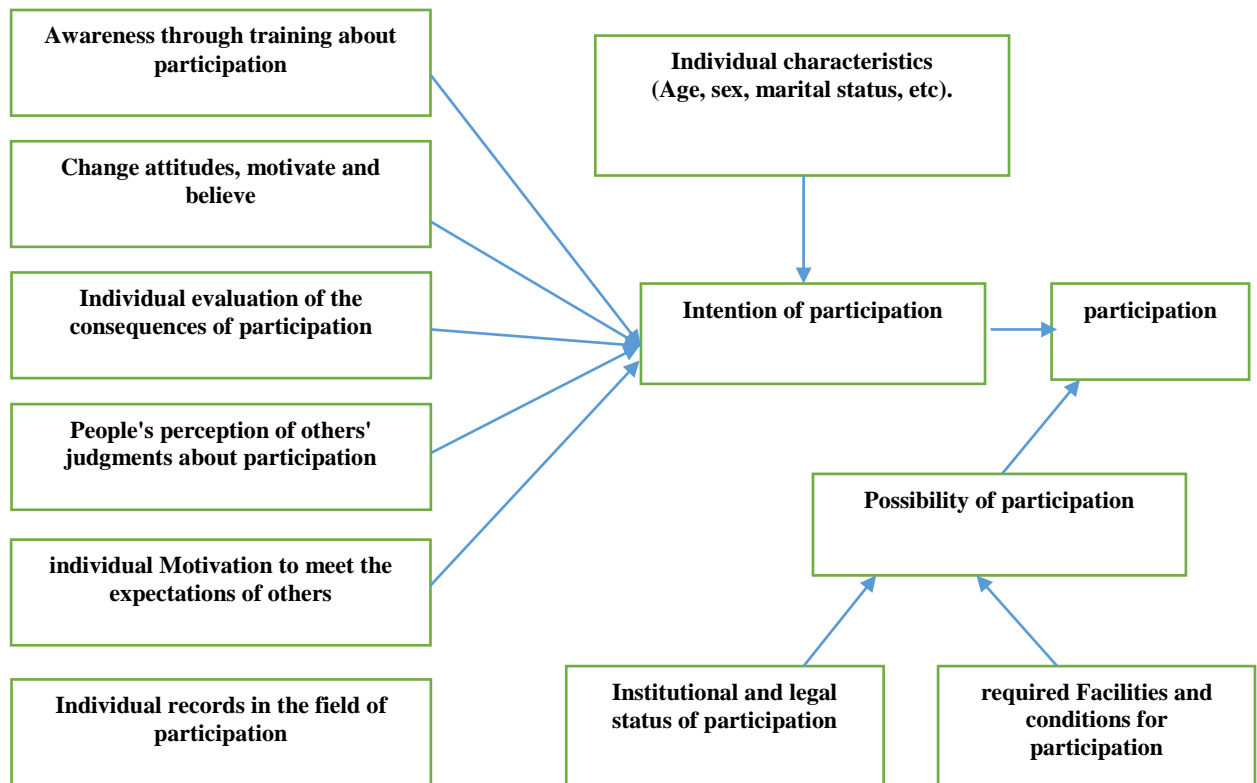 Awareness through training about
participation
Individual characteristics
(Age, sex, marital status, etc).
Change attitudes, motivate and
believe
Individual evaluation of the
consequences of participation
Intention of participation
participation
People's perception of others'
judgments about participation
Possibility of participation
individual Motivation to meet the
expectations of others
Individual records in the field of
participation
Institutional and legal
status of participation
required Facilities and
conditions for
participation